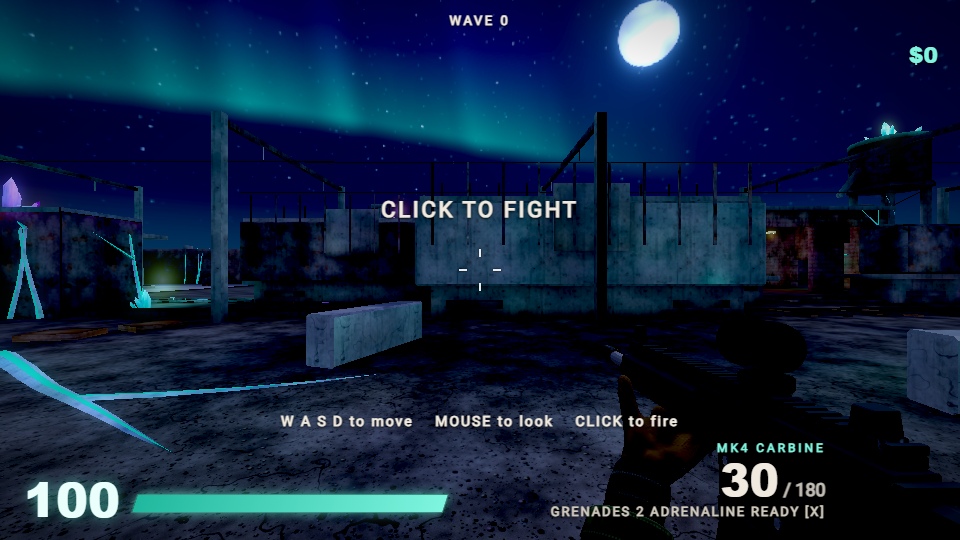 WAVE 0
$0
CLICK TO FIGHT
W A S D to move MOUSE to look CLICK to fire
MK4 CARBINE
30 / 180
100
GRENADES 2 ADRENALINE READY [X]